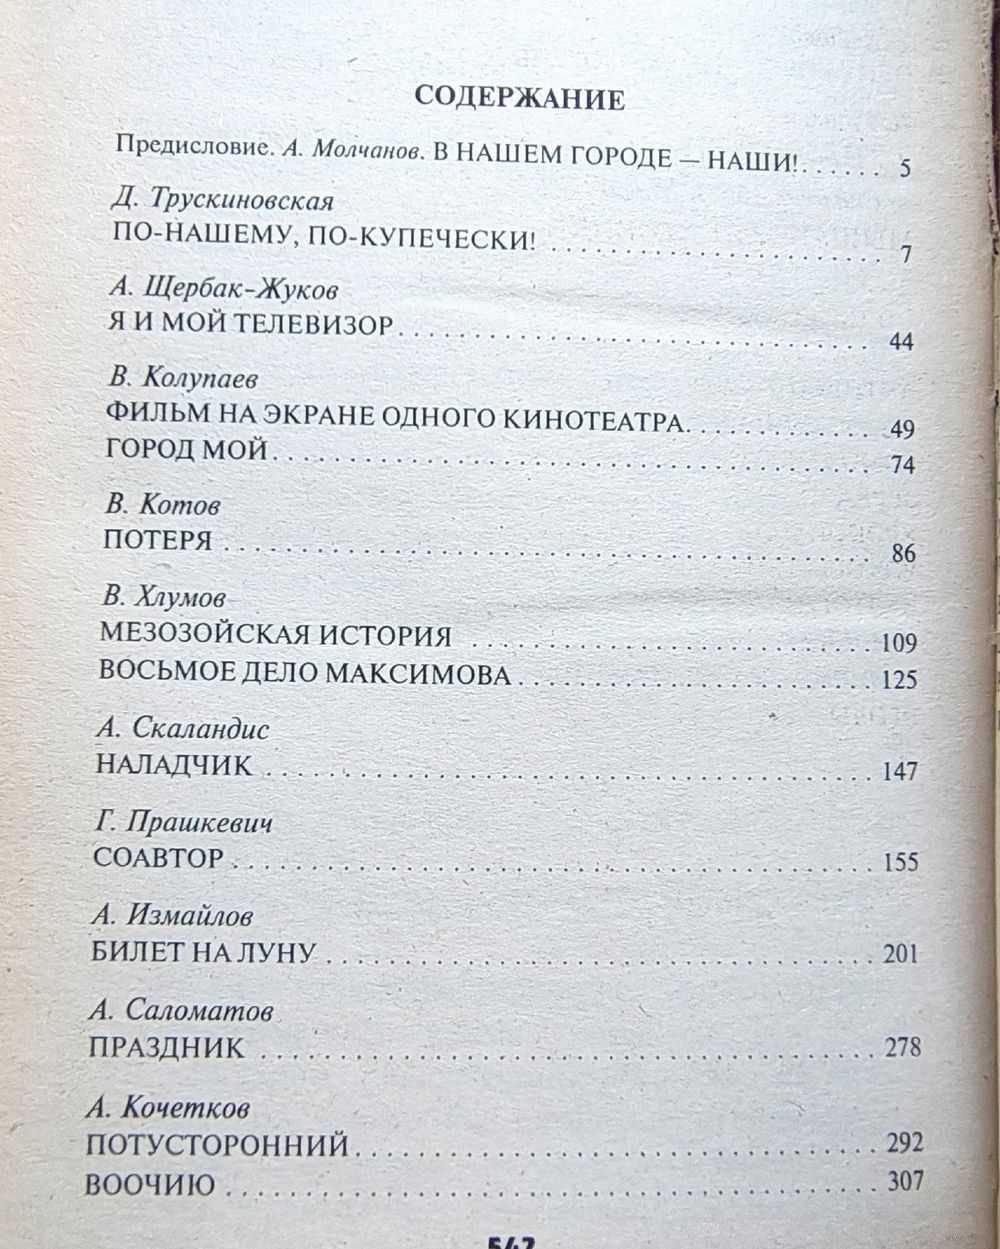 СОДЕРЖАНИЕ
Предисловие. А. Молчанов. В НАШЕМ ГОРОДЕ — НАШИ!. . . . . . 5
Д. Трускиновская
ПО-НАШЕМУ, ПО-КУПЕЧЕСКИ! . . . . . . . . . . . . . . . . . . . . . . . . . 7
А. Щербак-Жуков
Я И МОЙ ТЕЛЕВИЗОР. . . . . . . . . . . . . . . . . . . . . . . . . . . . . . . . . . . 44
В. Колупаев
ФИЛЬМ НА ЭКРАНЕ ОДНОГО КИНОТЕАТРА. . . . . . . . . . . . . . 49
ГОРОД МОЙ. . . . . . . . . . . . . . . . . . . . . . . . . . . . . . . . . . . . . . . . . . . . . 74
В. Котов
ПОТЕРЯ . . . . . . . . . . . . . . . . . . . . . . . . . . . . . . . . . . . . . . . . . . . . . . . . . 86
В. Хлумов
МЕЗОЗОЙСКАЯ ИСТОРИЯ . . . . . . . . . . . . . . . . . . . . . . . . . . . . . . 109
ВОСЬМОЕ ДЕЛО МАКСИМОВА. . . . . . . . . . . . . . . . . . . . . . . . . . . 125
А. Скаландис
НАЛАДЧИК . . . . . . . . . . . . . . . . . . . . . . . . . . . . . . . . . . . . . . . . . . . . . . 147
Г. Прашкевич
СОАВТОР . . . . . . . . . . . . . . . . . . . . . . . . . . . . . . . . . . . . . . . . . . . . . . . . 155
А. Измайлов
БИЛЕТ НА ЛУНУ . . . . . . . . . . . . . . . . . . . . . . . . . . . . . . . . . . . . . . . . . 201
А. Саломатов
ПРАЗДНИК . . . . . . . . . . . . . . . . . . . . . . . . . . . . . . . . . . . . . . . . . . . . . . 278
А. Кочетков
ПОТУСТОРОННИЙ. . . . . . . . . . . . . . . . . . . . . . . . . . . . . . . . . . . . . . . 292
ВООЧИЮ . . . . . . . . . . . . . . . . . . . . . . . . . . . . . . . . . . . . . . . . . . . . . . . . . 307
547